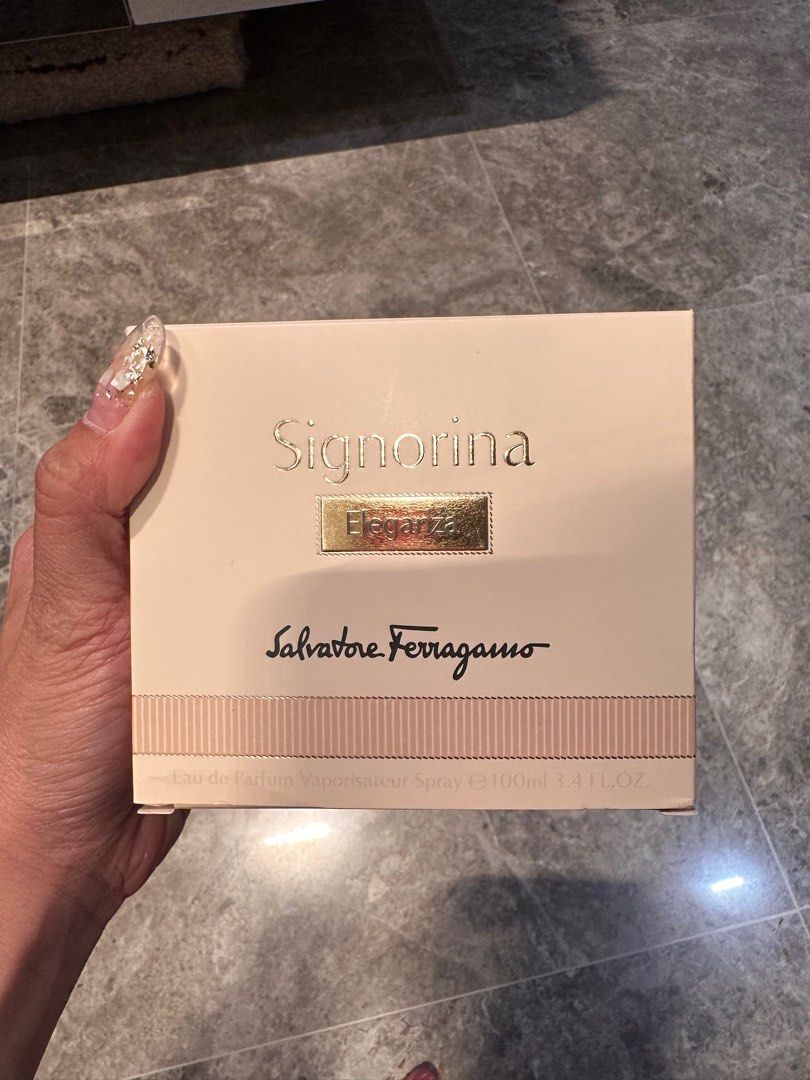 Signorina
Eleganza
Salvatore Ferragamo
Eau de Parfum Vaporisateur Spray ℮100ml 3.4 FL.OZ.